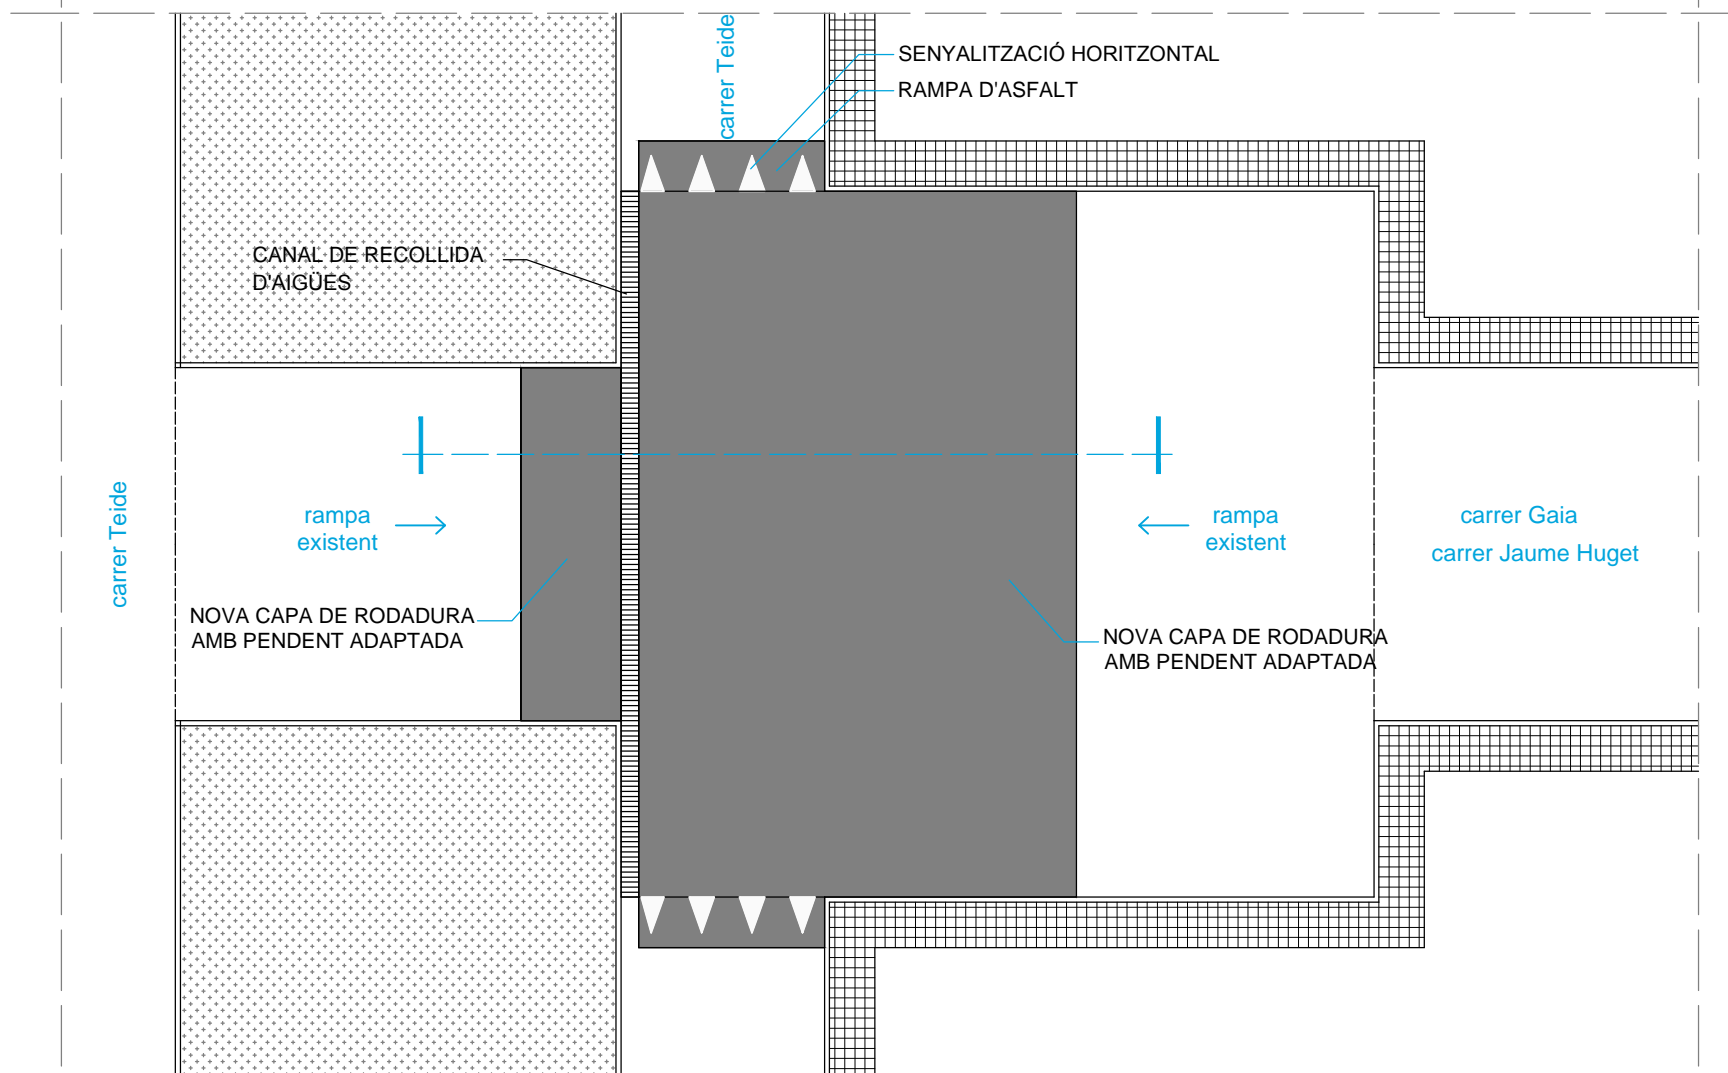 carrer Teide
SENYALITZACIÓ HORITZONTAL
RAMPA D'ASFALT
CANAL DE RECOLLIDA
D'AIGÜES
carrer Teide
rampa
existent
rampa
existent
carrer Gaia
carrer Jaume Huget
NOVA CAPA DE RODADURA
AMB PENDENT ADAPTADA
NOVA CAPA DE RODADURA
AMB PENDENT ADAPTADA